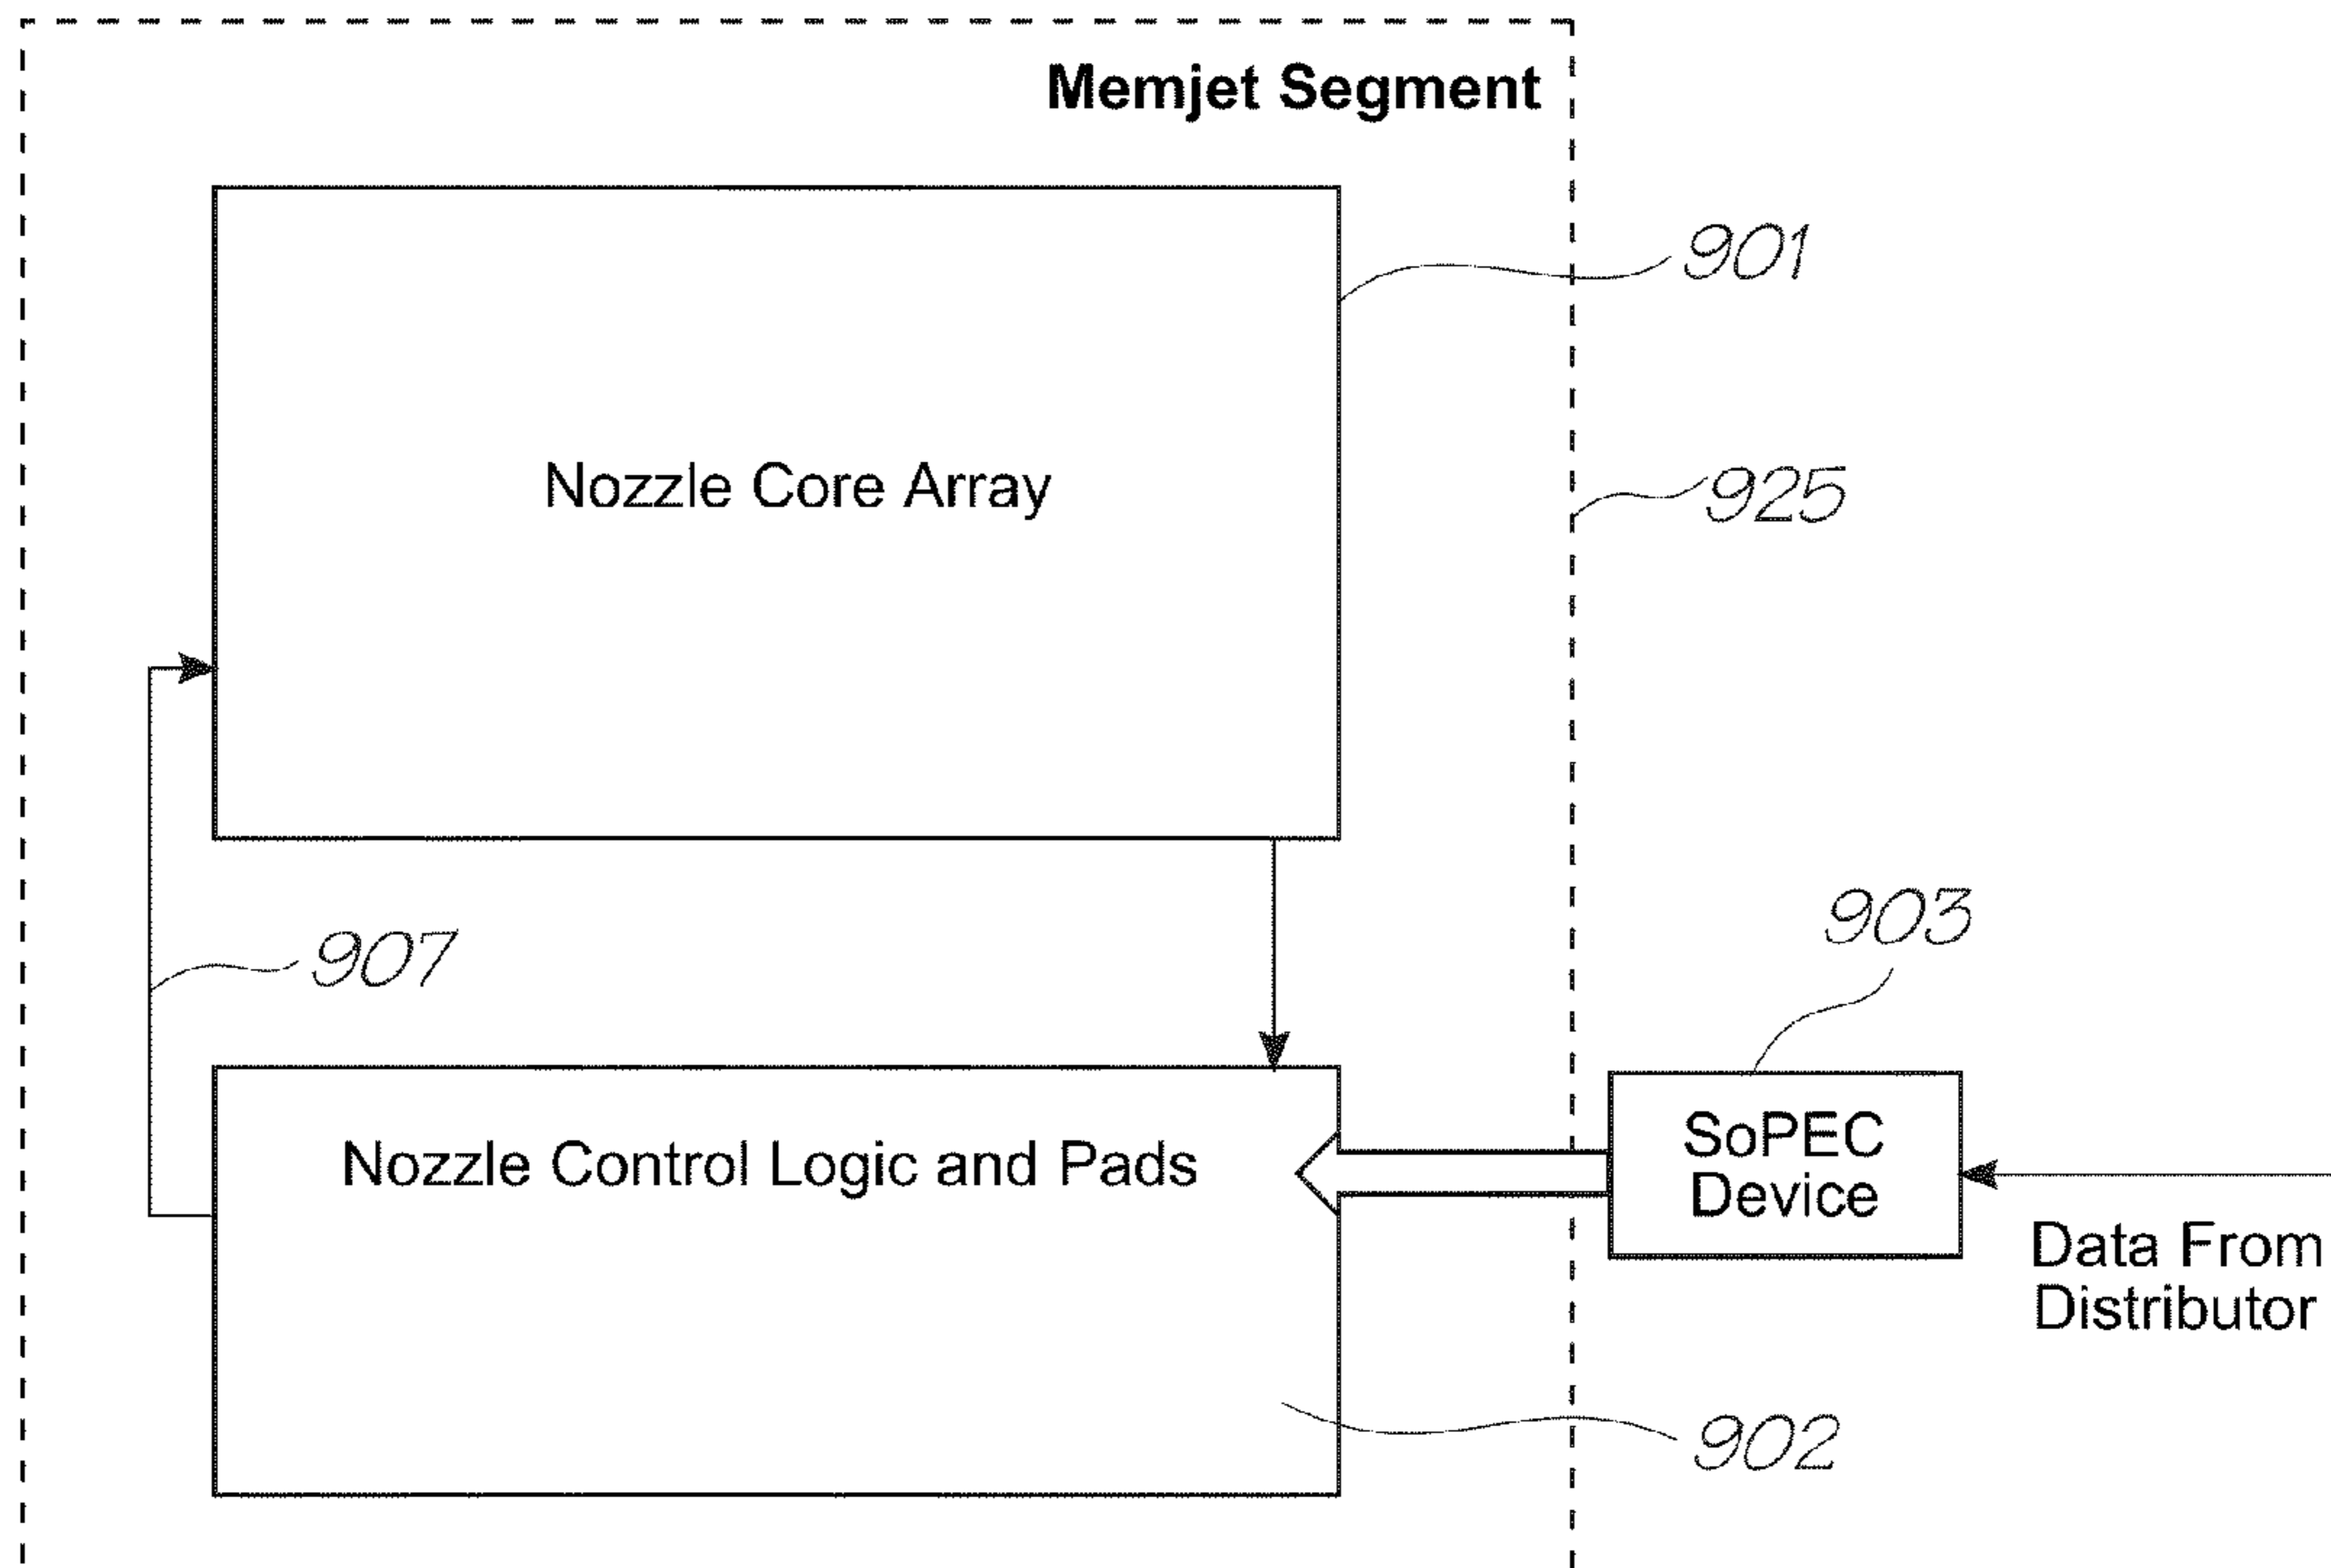 Memjet Segment
901
Nozzle Core Array
925
903
907
SoPEC
Device
Nozzle Control Logic and Pads
Data From
Distributor
902